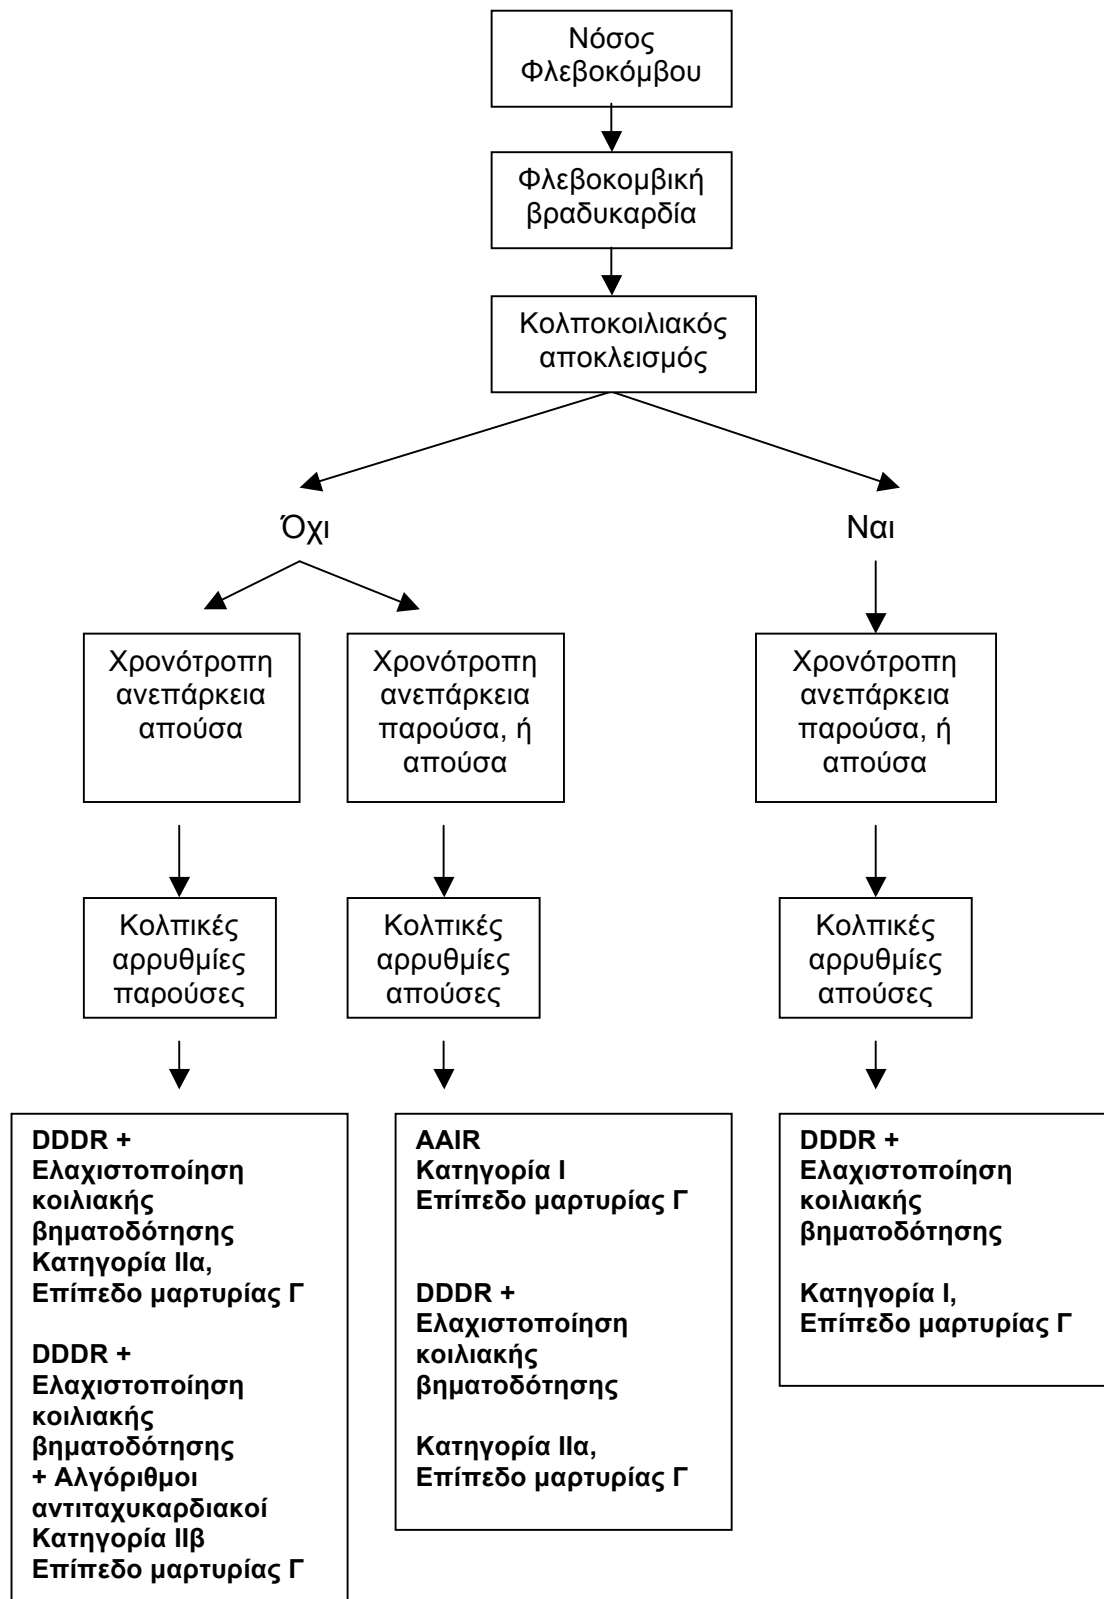 Νόσος
Φλεβοκόμβου
Φλεβοκομβική
βραδυκαρδία
Κολποκοιλιακός
αποκλεισμός
Όχι
Ναι
Χρονότροπη
ανεπάρκεια
απούσα
Χρονότροπη
ανεπάρκεια
παρούσα, ή
απούσα
Χρονότροπη
ανεπάρκεια
παρούσα, ή
απούσα
Κολπικές
αρρυθμίες
παρούσες
Κολπικές
αρρυθμίες
απούσες
Κολπικές
αρρυθμίες
απούσες
DDDR +
Ελαχιστοποίηση
κοιλιακής
βηματοδότησης
Κατηγορία ΙΙα,
Επίπεδο μαρτυρίας Γ
DDDR +
Ελαχιστοποίηση
κοιλιακής
βηματοδότησης
+ Αλγόριθμοι
αντιταχυκαρδιακοί
Κατηγορία ΙΙβ
Επίπεδο μαρτυρίας Γ
AAIR
Κατηγορία Ι
Επίπεδο μαρτυρίας Γ
DDDR +
Ελαχιστοποίηση
κοιλιακής
βηματοδότησης
Κατηγορία ΙΙα,
Επίπεδο μαρτυρίας Γ
DDDR +
Ελαχιστοποίηση
κοιλιακής
βηματοδότησης
Κατηγορία Ι,
Επίπεδο μαρτυρίας Γ